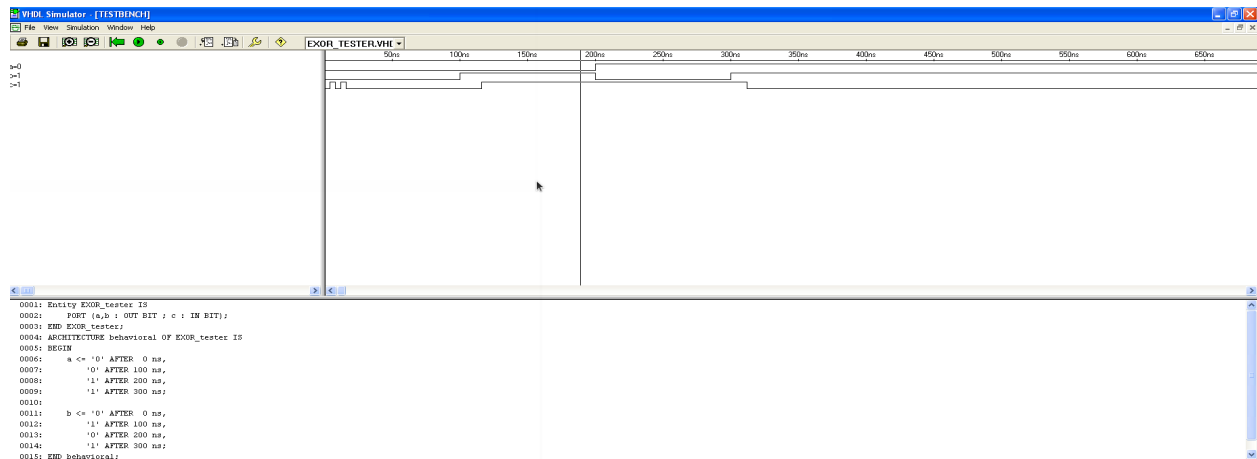 VHDL Simulator - [TESTBENCH]
File View Simulation Window Help
EXOR_TESTER.VHI
50ns 100ns 150ns 200ns 250ns 300ns 350ns 400ns 450ns 500ns 550ns 600ns 650ns
a=0
b=1
c=1
0001: Entity EXOR_tester IS
0002: PORT (a,b : OUT BIT ; c : IN BIT);
0003: END EXOR_tester;
0004: ARCHITECTURE behavioral OF EXOR_tester IS
0005: BEGIN
0006: a <= '0' AFTER 0 ns,
0007: '0' AFTER 100 ns,
0008: '1' AFTER 200 ns,
0009: '1' AFTER 300 ns;
0010:
0011: b <= '0' AFTER 0 ns,
0012: '1' AFTER 100 ns,
0013: '0' AFTER 200 ns,
0014: '1' AFTER 300 ns;
0015: END behavioral;